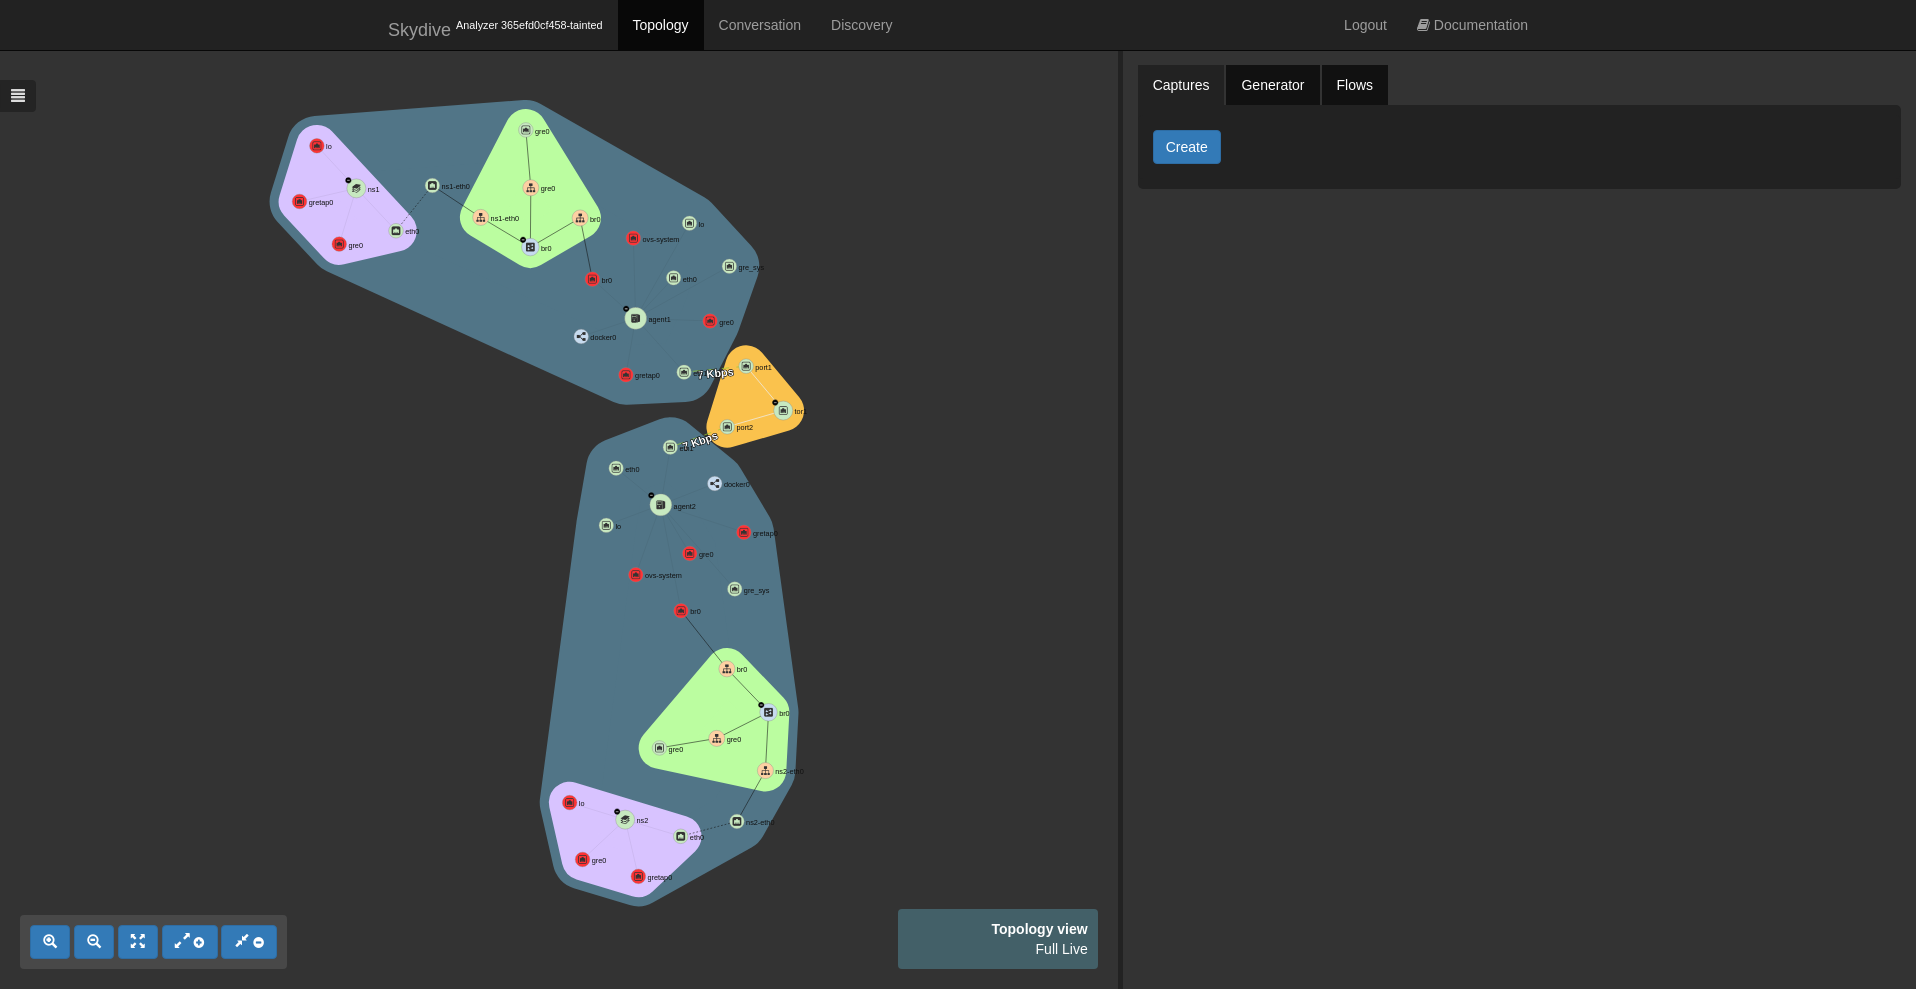 Skydive Analyzer 365efd0cf458-tainted
Topology
Conversation
Discovery
Logout
Documentation
Captures
Generator
Flows
Create
gre0
lo
ns1
ns1-eth0
gre0
gretap0
ns1-eth0
br0
lo
eth0
ovs-system
gre0
br0
gre_sys
eth0
br0
agent1
gre0
docker0
port1
7 Kbps
gretap0
tor
port2
7 Kbps
eth0
docker0
agent2
lo
gretap0
gre0
ovs-system
gre_sys
br0
br0
br0
gre0
gre0
ns2-eth0
lo
ns2
ns2-eth0
eth0
gre0
gretap0
Topology view
Full Live